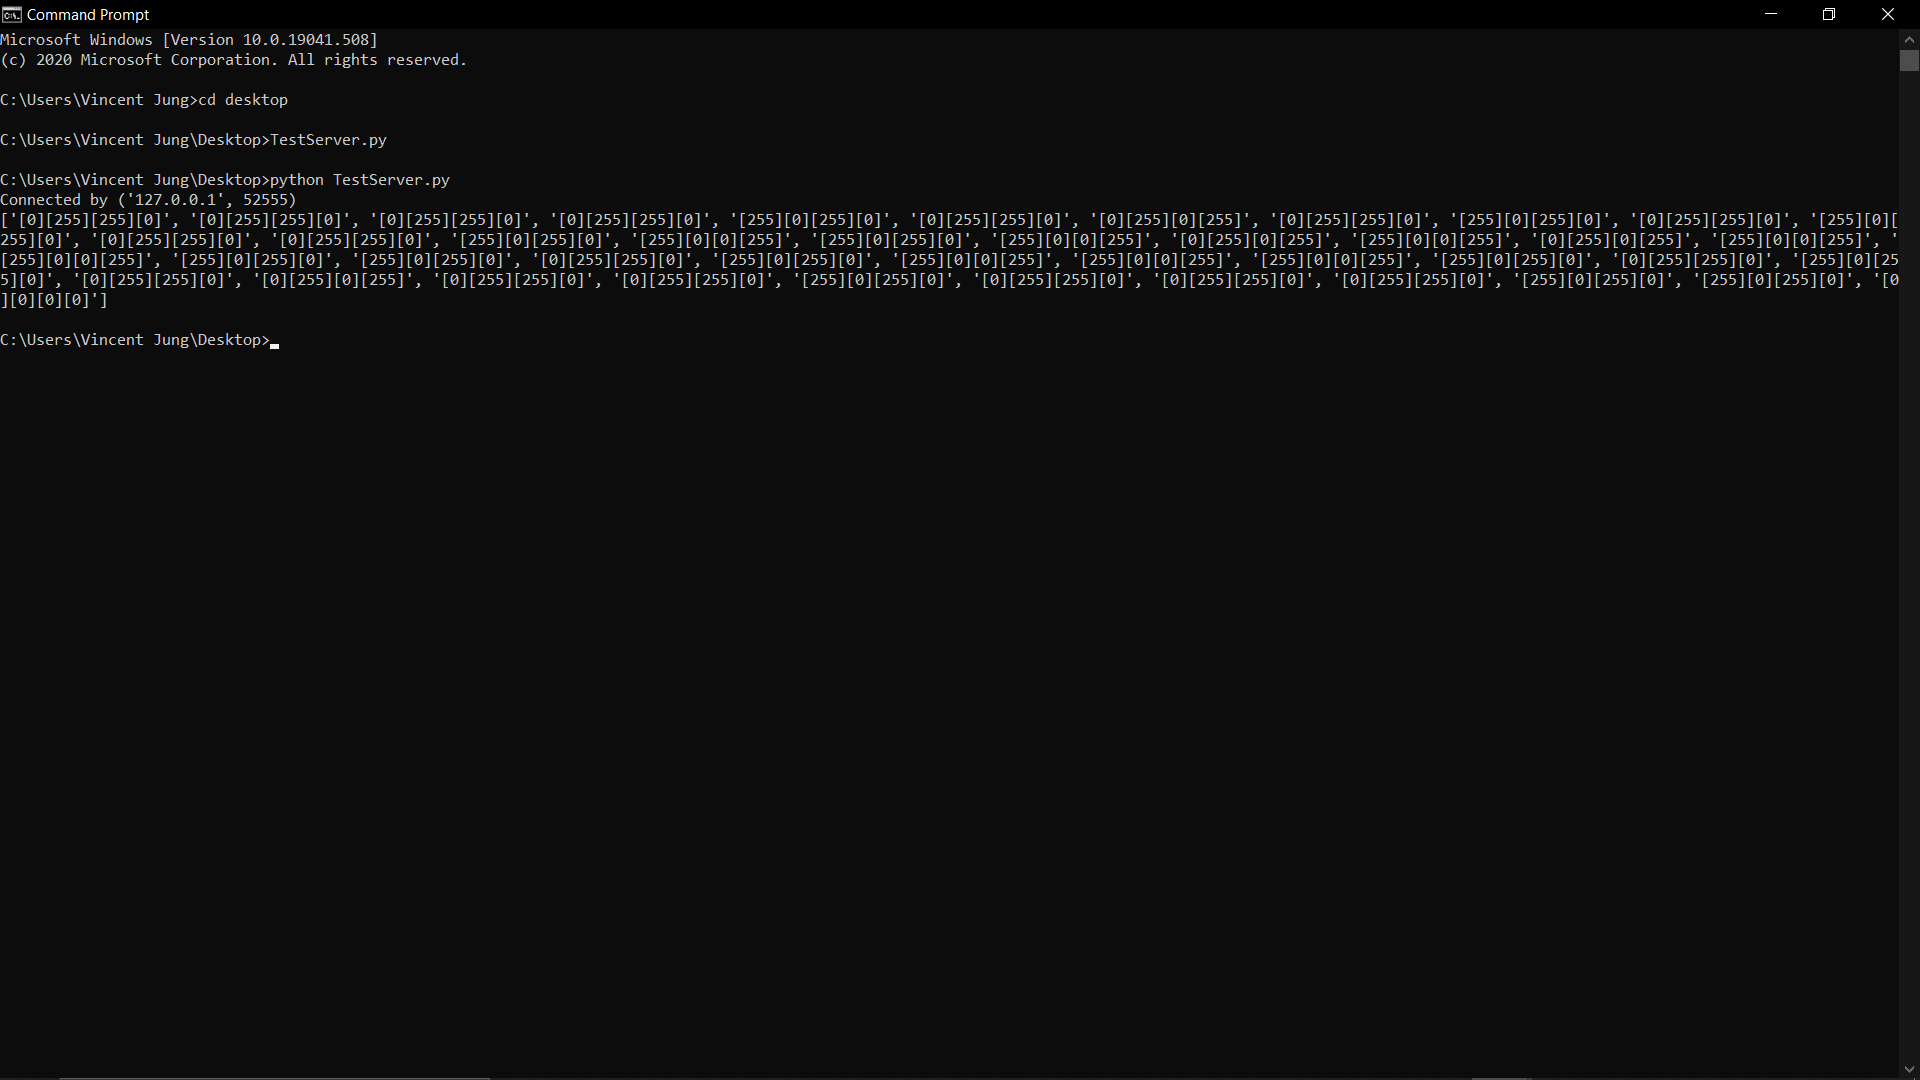 Command Prompt
Microsoft Windows [Version 10.0.19041.508]
(c) 2020 Microsoft Corporation. All rights reserved.
C:\Users\Vincent Jung>cd desktop
C:\Users\Vincent Jung\Desktop>TestServer.py
C:\Users\Vincent Jung\Desktop>python TestServer.py
Connected by ('127.0.0.1', 52555)
['[0][255][255][0]', '[0][255][255][0]', '[0][255][255][0]', '[0][255][255][0]', '[255][0][255][0]', '[0][255][255][0]', '[0][255][0][255]', '[0][255][255][0]', '[255][0][255][0]', '[0][255][255][0]', '[255][0][
255][0]', '[0][255][255][0]', '[0][255][255][0]', '[255][0][255][0]', '[255][0][0][255]', '[255][0][255][0]', '[255][0][0][255]', '[0][255][0][255]', '[255][0][0][255]', '[0][255][0][255]', '[255][0][0][255]', '
[255][0][0][255]', '[255][0][255][0]', '[255][0][255][0]', '[0][255][255][0]', '[255][0][255][0]', '[255][0][0][255]', '[255][0][0][255]', '[255][0][0][255]', '[255][0][255][0]', '[0][255][255][0]', '[255][0][25
5][0]', '[0][255][255][0]', '[0][255][0][255]', '[0][255][255][0]', '[0][255][255][0]', '[255][0][255][0]', '[0][255][255][0]', '[0][255][255][0]', '[0][255][255][0]', '[255][0][255][0]', '[255][0][255][0]', '[0
][0][0][0]']
C:\Users\Vincent Jung\Desktop>